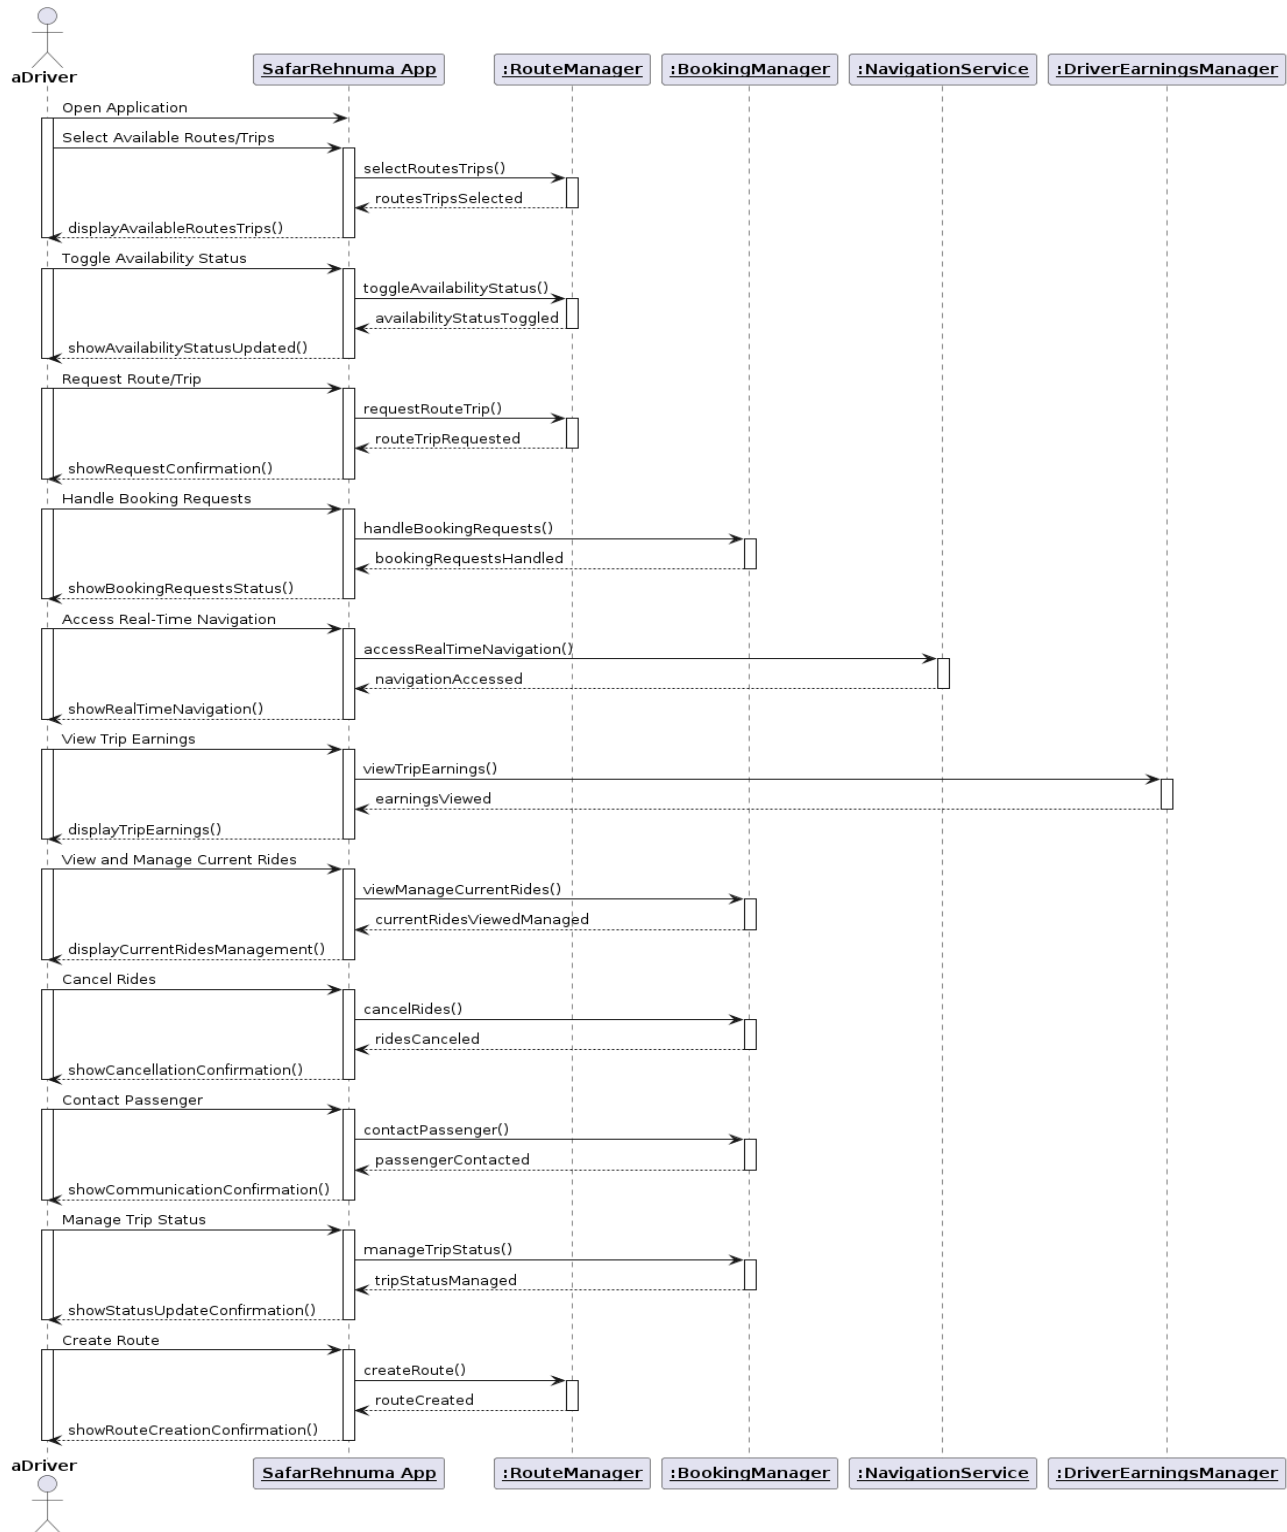 aDriver
SafarRehnuma App
:RouteManager
:BookingManager
:NavigationService
:DriverEarningsManager
Open Application
Select Available Routes/Trips
selectRoutesTrips()
routesTripsSelected
displayAvailableRoutesTrips()
Toggle Availability Status
toggleAvailabilityStatus()
availabilityStatusToggled
showAvailabilityStatusUpdated()
Request Route/Trip
requestRouteTrip()
routeTripRequested
showRequestConfirmation()
Handle Booking Requests
handleBookingRequests()
bookingRequestsHandled
showBookingRequestsStatus()
Access Real-Time Navigation
accessRealTimeNavigation()
navigationAccessed
showRealTimeNavigation()
View Trip Earnings
viewTripEarnings()
earningsViewed
displayTripEarnings()
View and Manage Current Rides
viewManageCurrentRides()
currentRidesViewedManaged
displayCurrentRidesManagement()
Cancel Rides
cancelRides()
ridesCanceled
showCancellationConfirmation()
Contact Passenger
contactPassenger()
passengerContacted
showCommunicationConfirmation()
Manage Trip Status
manageTripStatus()
tripStatusManaged
showStatusUpdateConfirmation()
Create Route
createRoute()
routeCreated
showRouteCreationConfirmation()
aDriver
SafarRehnuma App
:RouteManager
:BookingManager
:NavigationService
:DriverEarningsManager